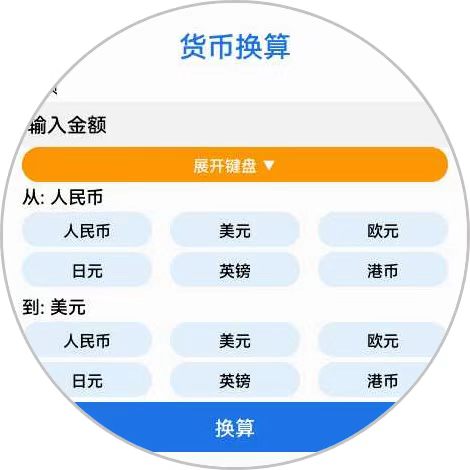 货币换算
输入金额
展开键盘 ▼
从: 人民币
人民币 美元 欧元
日元 英镑 港币
到: 美元
人民币 美元 欧元
日元 英镑 港币
换算